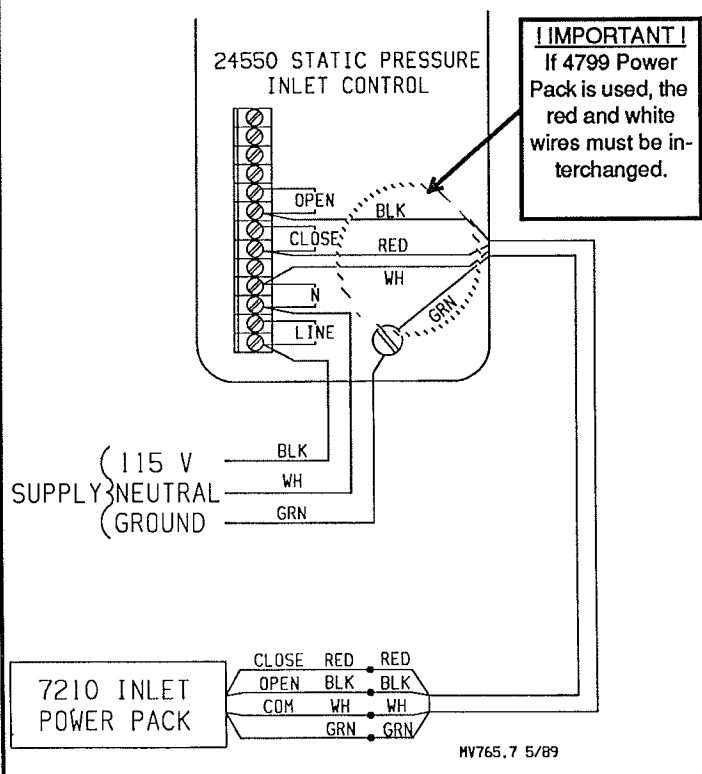 24550 STATIC PRESSURE
INLET CONTROL
! IMPORTANT !
If 4799 Power
Pack is used, the
red and white
wires must be in-
terchanged.
OPEN
BLK
CLOSE
RED
WH
N
GRN
LINE
SUPPLY
115 V
BLK
NEUTRAL
WH
GROUND
GRN
7210 INLET
POWER PACK
CLOSE RED RED
OPEN BLK BLK
COM WH WH
GRN GRN
MV765.7 5/89